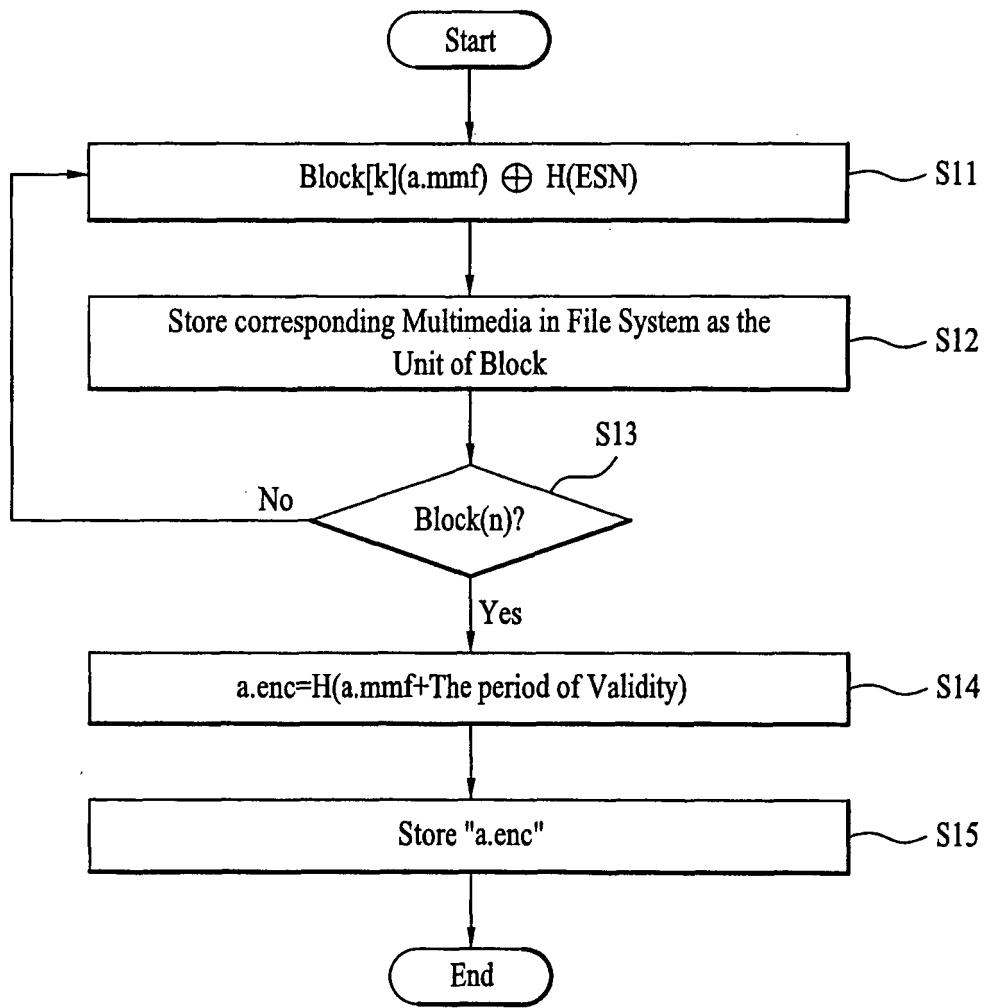 Start
Block[k](a.mmf) ⊕ H(ESN)
S11
Store corresponding Multimedia in File System as the
Unit of Block
S12
S13
No
Block(n)?
Yes
a.enc=H(a.mmf+The period of Validity)
S14
Store "a.enc"
S15
End